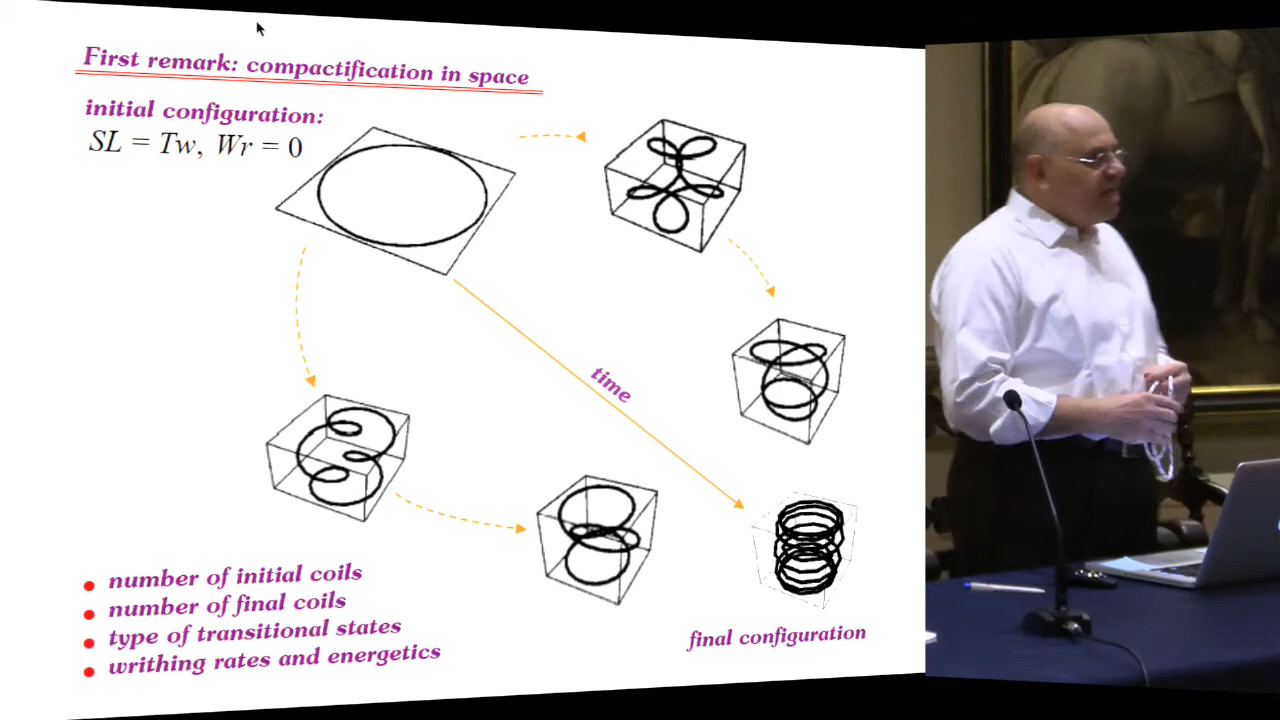 First remark: compactification in space
initial configuration:
SL = Tw, Wr = 0
time
final configuration
number of initial coils
number of final coils
type of transitional states
writhing rates and energetics